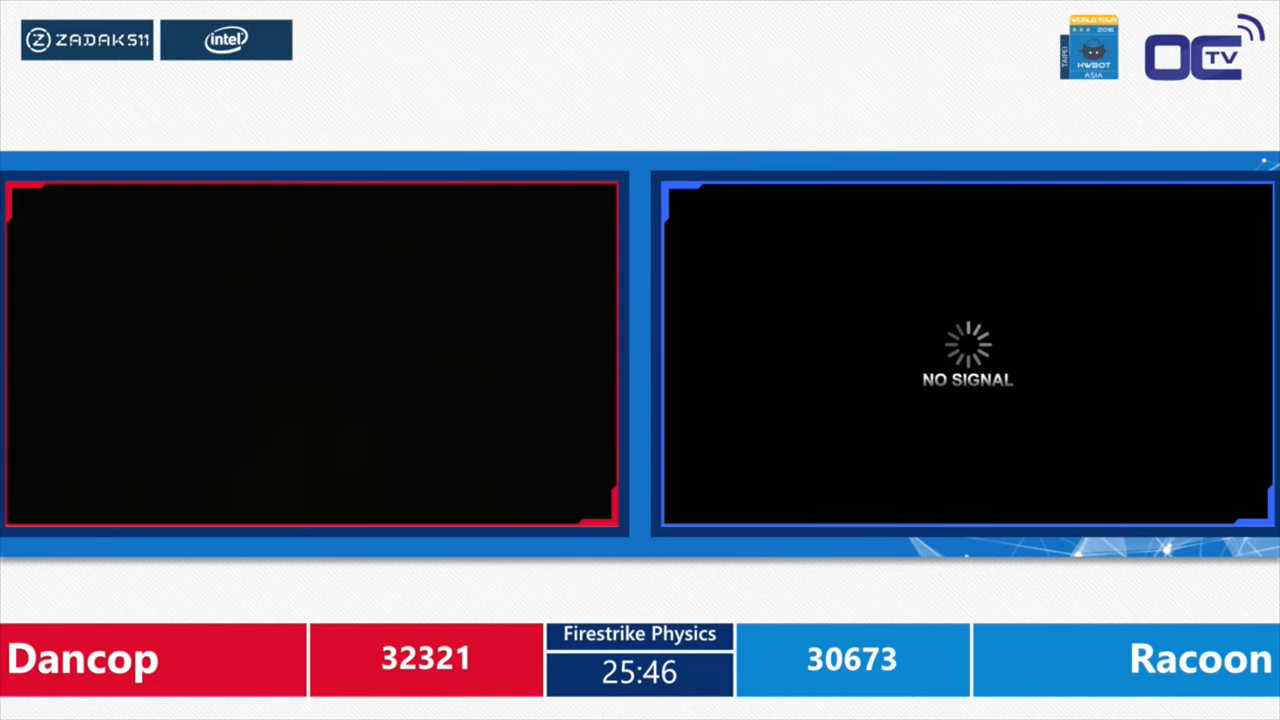 ZADAK511
intel
WORLD TOUR
2016
TAIPEI
HWBOT
ASIA
OC TV
NO SIGNAL
Dancop
32321
Firestrike Physics
25:46
30673
Racoon